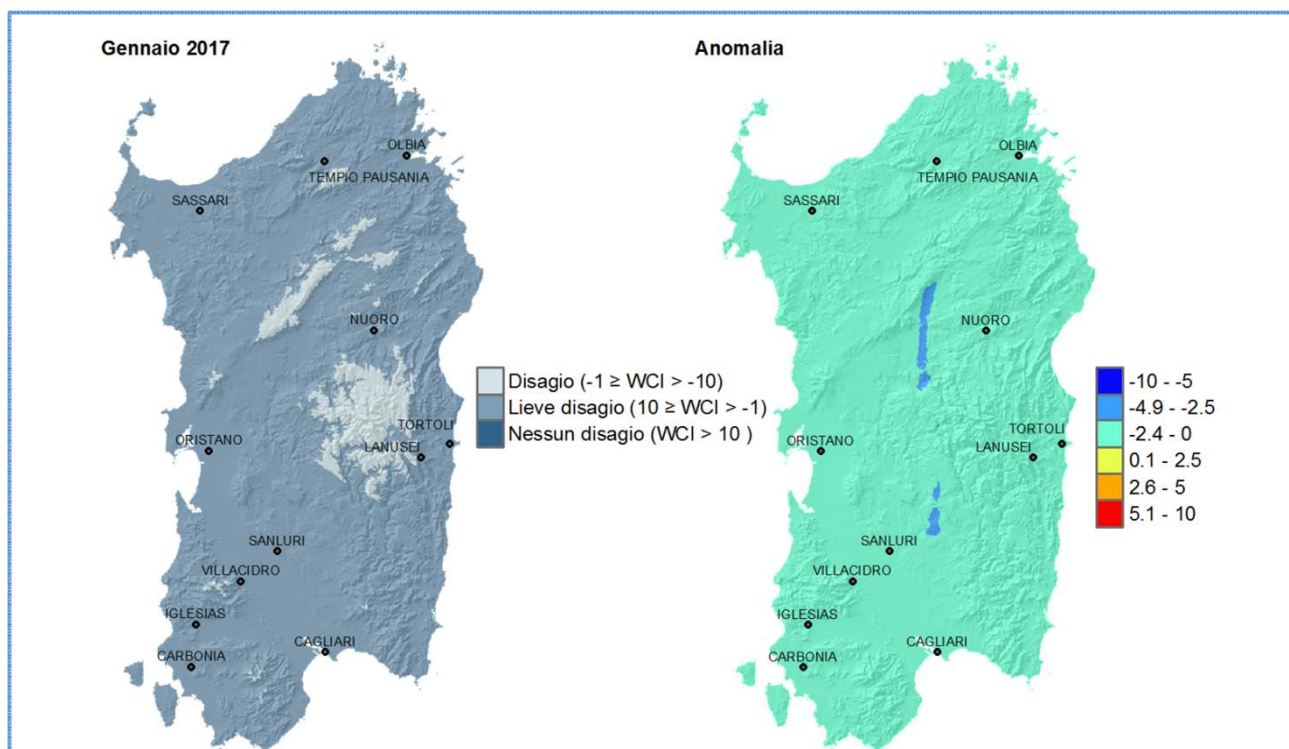 Gennaio 2017
OLBIA
TEMPIO PAUSANIA
SASSARI
NUORO
Disagio (-1 ≥ WCI > -10)
Lieve disagio (10 ≥ WCI > -1)
Nessun disagio (WCI > 10 )
TORTOLI
ORISTANO
LANUSEI
SANLURI
VILLACIDRO
IGLESIAS
CAGLIARI
CARBONIA
Anomalia
OLBIA
TEMPIO PAUSANIA
SASSARI
NUORO
-10 - -5
-4.9 - -2.5
-2.4 - 0
0.1 - 2.5
2.6 - 5
5.1 - 10
TORTOLI
ORISTANO
LANUSEI
SANLURI
VILLACIDRO
IGLESIAS
CAGLIARI
CARBONIA